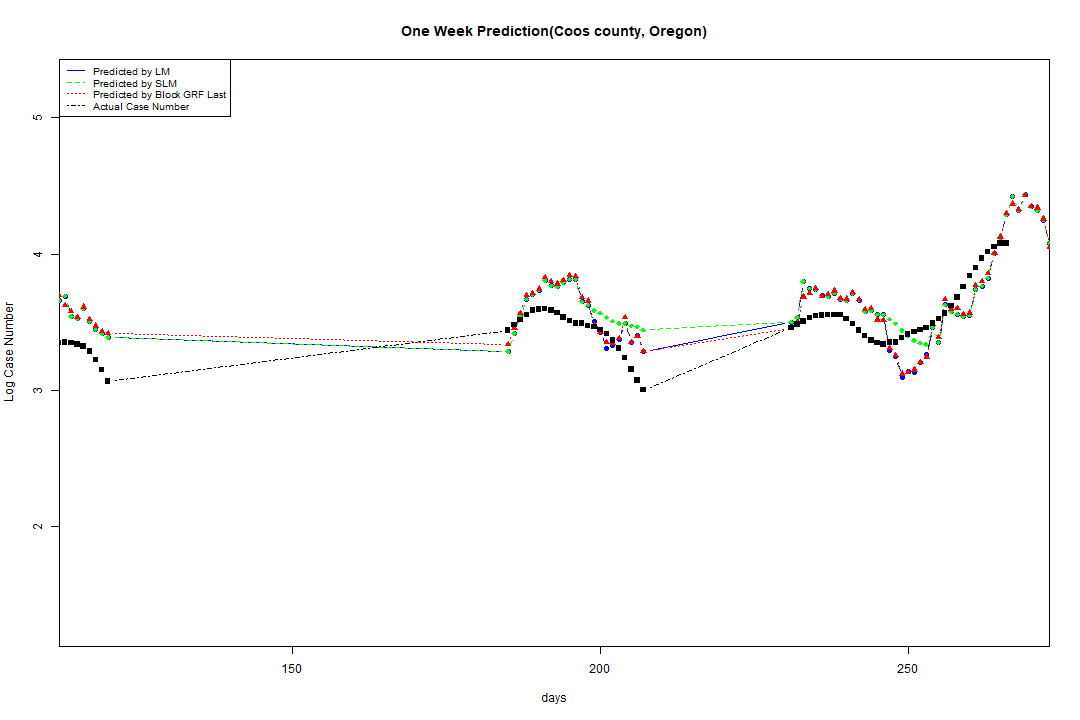 One Week Prediction(Coos county, Oregon)
Predicted by LM
Predicted by SLM
Predicted by Block GRF Last
Actual Case Number
5
4
3
2
Log Case Number
150
200
250
days